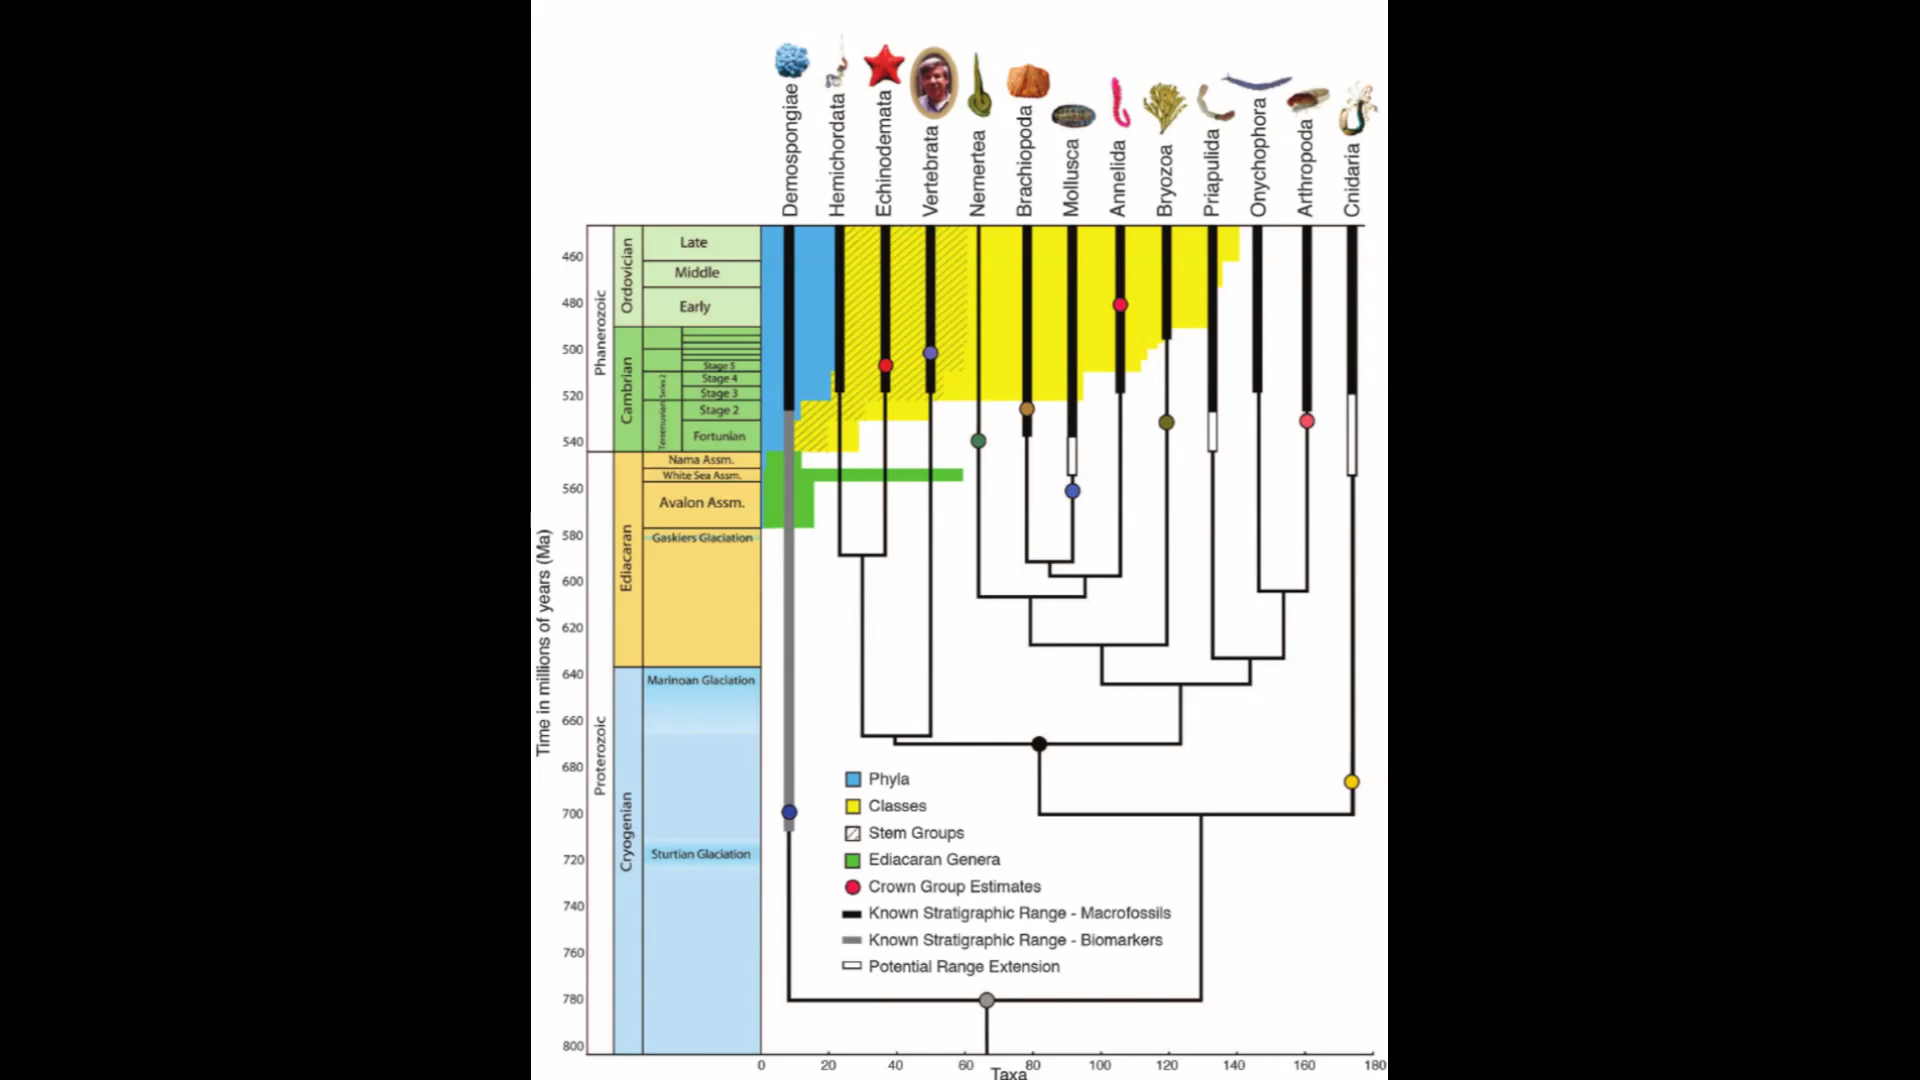 Demospongiae
Hemichordata
Echinodemata
Vertebrata
Nemertea
Brachiopoda
Mollusca
Annelida
Bryozoa
Priapulida
Onychophora
Arthropoda
Cnidaria
Time in millions of years (Ma)
460
480
500
520
540
560
580
600
620
640
660
680
700
720
740
760
780
800
Phanerozoic
Proterozoic
Ordovician
Cambrian
Ediacaran
Cryogenian
Late
Middle
Early
Series 2
Terreneuvian
Stage 5
Stage 4
Stage 3
Stage 2
Fortunian
Nama Assm.
White Sea Assm.
Avalon Assm.
Gaskiers Glaciation
Marinoan Glaciation
Sturtian Glaciation
Phyla
Classes
Stem Groups
Ediacaran Genera
Crown Group Estimates
Known Stratigraphic Range - Macrofossils
Known Stratigraphic Range - Biomarkers
Potential Range Extension
0 20 40 60 80 100 120 140 160 180
Taxa